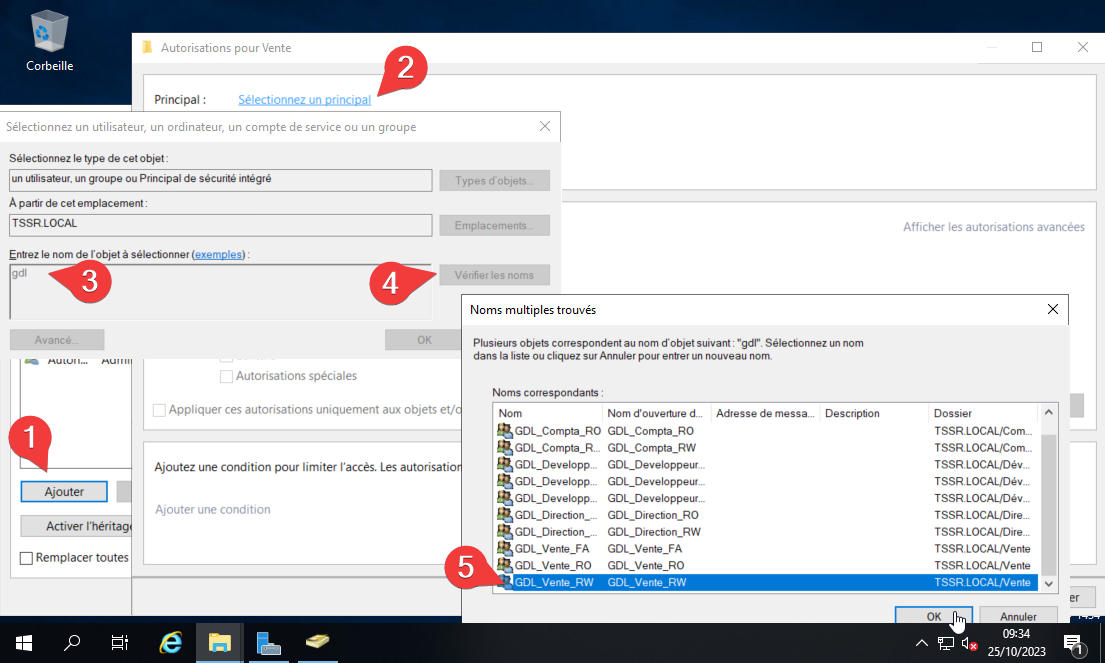 Corbeille
Autorisations pour Vente
2
Principal :
Sélectionnez un principal
Sélectionnez un utilisateur, un ordinateur, un compte de service ou un groupe
Sélectionnez le type de cet objet :
un utilisateur, un groupe ou Principal de sécurité intégré
Types d'objets...
À partir de cet emplacement :
TSSR.LOCAL
Emplacements...
Afficher les autorisations avancées
Entrez le nom de l'objet à sélectionner (exemples) :
gdl
3
4
Vérifier les noms
Avancé...
OK
Noms multiples trouvés
Plusieurs objets correspondent au nom d'objet suivant : "gdl". Sélectionnez un nom
dans la liste ou cliquez sur Annuler pour entrer un nouveau nom.
Noms correspondants :
Nom Nom d'ouverture d... Adresse de messa... Description Dossier
GDL_Compta_RO GDL_Compta_RO TSSR.LOCAL/Com...
GDL_Compta_R... GDL_Compta_RW TSSR.LOCAL/Com...
GDL_Developp... GDL_Developpeur... TSSR.LOCAL/Dév...
GDL_Developp... GDL_Developpeur... TSSR.LOCAL/Dév...
GDL_Developp... GDL_Developpeur... TSSR.LOCAL/Dév...
GDL_Direction_... GDL_Direction_RO TSSR.LOCAL/Dire...
GDL_Direction_... GDL_Direction_RW TSSR.LOCAL/Dire...
GDL_Vente_FA GDL_Vente_FA TSSR.LOCAL/Vente
GDL_Vente_RO GDL_Vente_RO TSSR.LOCAL/Vente
5
GDL_Vente_RW GDL_Vente_RW TSSR.LOCAL/Vente
OK
Annuler
Autori... Admi
Autorisations spéciales
Appliquer ces autorisations uniquement aux objets et/o
1
Ajoutez une condition pour limiter l'accès. Les autorisation
Ajouter
Ajouter une condition
Activer l'héritag
Remplacer toutes
er
09:34
25/10/2023
1